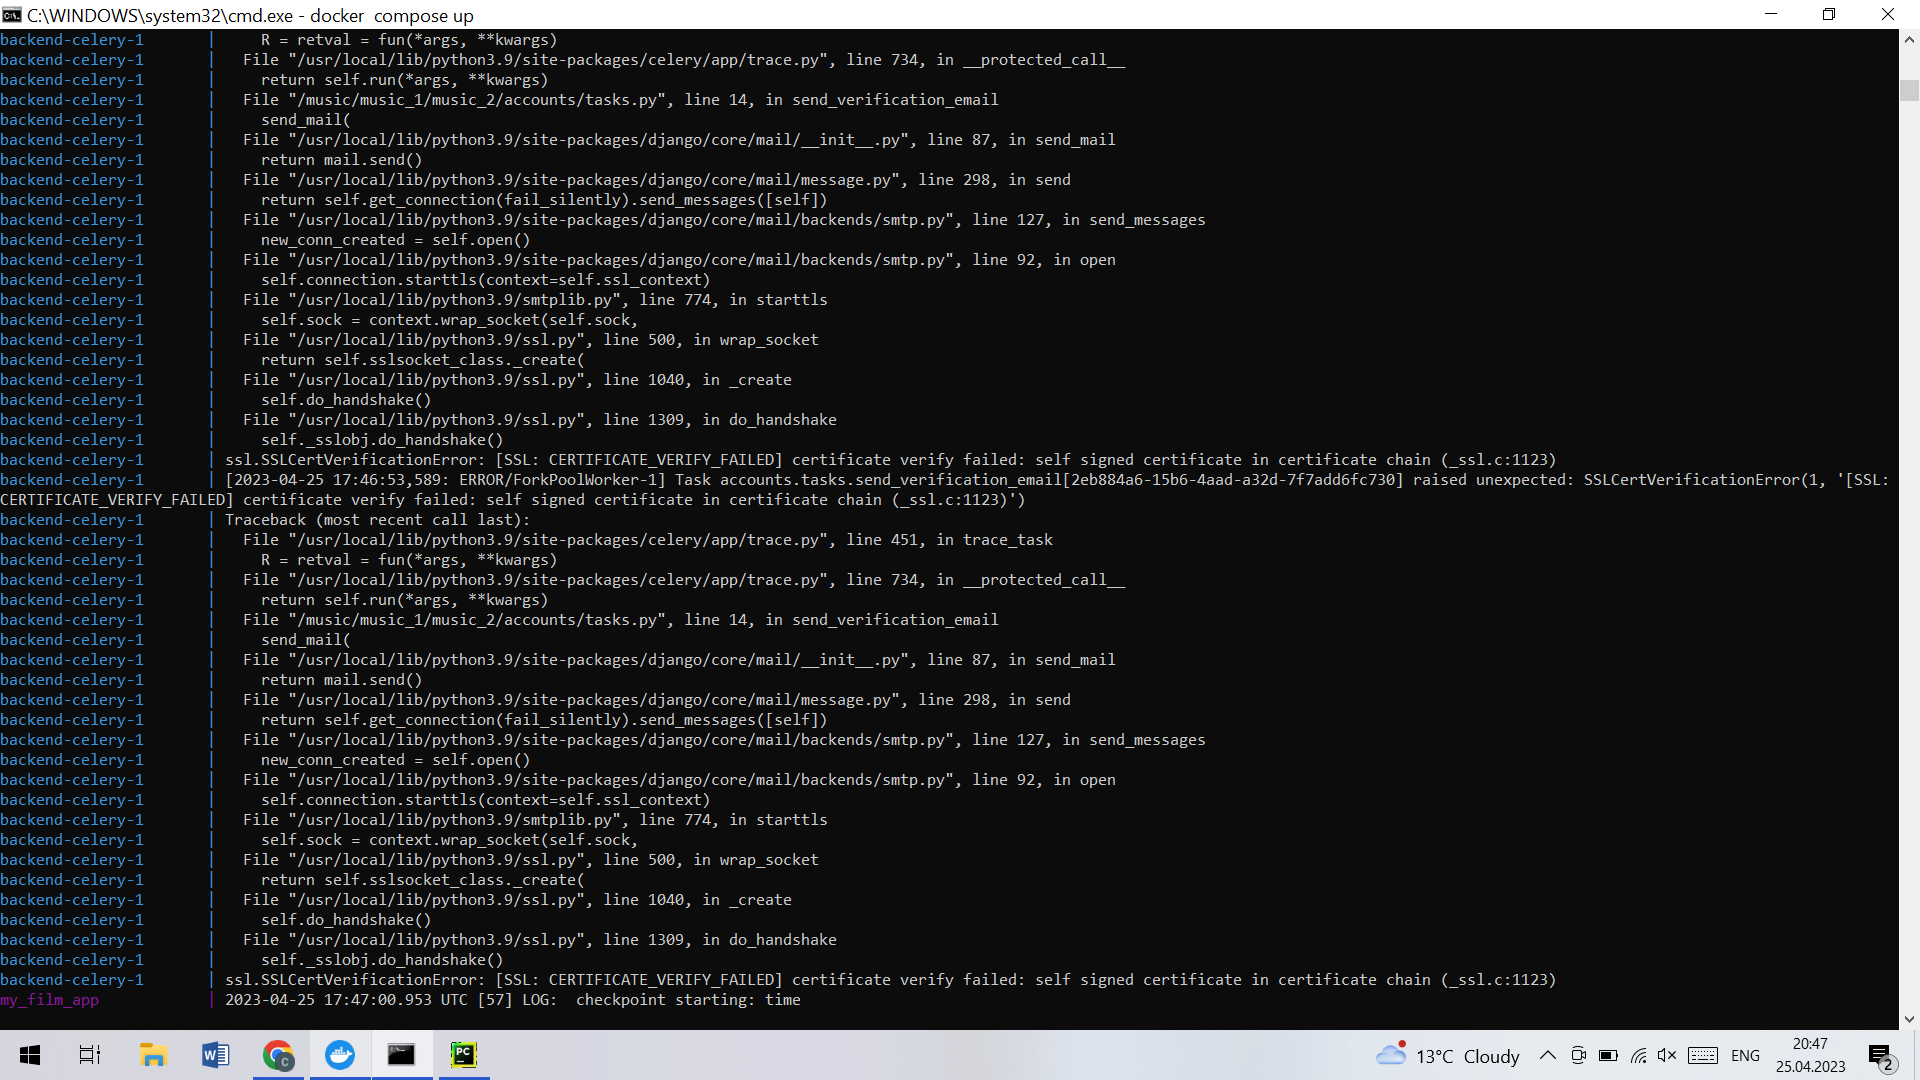 C:\WINDOWS\system32\cmd.exe - docker  compose up
backend-celery-1       |     R = retval = fun(*args, **kwargs)
backend-celery-1       |   File "/usr/local/lib/python3.9/site-packages/celery/app/trace.py", line 734, in __protected_call__
backend-celery-1       |     return self.run(*args, **kwargs)
backend-celery-1       |   File "/music/music_1/music_2/accounts/tasks.py", line 14, in send_verification_email
backend-celery-1       |     send_mail(
backend-celery-1       |   File "/usr/local/lib/python3.9/site-packages/django/core/mail/__init__.py", line 87, in send_mail
backend-celery-1       |     return mail.send()
backend-celery-1       |   File "/usr/local/lib/python3.9/site-packages/django/core/mail/message.py", line 298, in send
backend-celery-1       |     return self.get_connection(fail_silently).send_messages([self])
backend-celery-1       |   File "/usr/local/lib/python3.9/site-packages/django/core/mail/backends/smtp.py", line 127, in send_messages
backend-celery-1       |     new_conn_created = self.open()
backend-celery-1       |   File "/usr/local/lib/python3.9/site-packages/django/core/mail/backends/smtp.py", line 92, in open
backend-celery-1       |     self.connection.starttls(context=self.ssl_context)
backend-celery-1       |   File "/usr/local/lib/python3.9/smtplib.py", line 774, in starttls
backend-celery-1       |     self.sock = context.wrap_socket(self.sock,
backend-celery-1       |   File "/usr/local/lib/python3.9/ssl.py", line 500, in wrap_socket
backend-celery-1       |     return self.sslsocket_class._create(
backend-celery-1       |   File "/usr/local/lib/python3.9/ssl.py", line 1040, in _create
backend-celery-1       |     self.do_handshake()
backend-celery-1       |   File "/usr/local/lib/python3.9/ssl.py", line 1309, in do_handshake
backend-celery-1       |     self._sslobj.do_handshake()
backend-celery-1       | ssl.SSLCertVerificationError: [SSL: CERTIFICATE_VERIFY_FAILED] certificate verify failed: self signed certificate in certificate chain (_ssl.c:1123)
backend-celery-1       | [2023-04-25 17:46:53,589: ERROR/ForkPoolWorker-1] Task accounts.tasks.send_verification_email[2eb884a6-15b6-4aad-a32d-7f7add6fc730] raised unexpected: SSLCertVerificationError(1, '[SSL:
CERTIFICATE_VERIFY_FAILED] certificate verify failed: self signed certificate in certificate chain (_ssl.c:1123)')
backend-celery-1       | Traceback (most recent call last):
backend-celery-1       |   File "/usr/local/lib/python3.9/site-packages/celery/app/trace.py", line 451, in trace_task
backend-celery-1       |     R = retval = fun(*args, **kwargs)
backend-celery-1       |   File "/usr/local/lib/python3.9/site-packages/celery/app/trace.py", line 734, in __protected_call__
backend-celery-1       |     return self.run(*args, **kwargs)
backend-celery-1       |   File "/music/music_1/music_2/accounts/tasks.py", line 14, in send_verification_email
backend-celery-1       |     send_mail(
backend-celery-1       |   File "/usr/local/lib/python3.9/site-packages/django/core/mail/__init__.py", line 87, in send_mail
backend-celery-1       |     return mail.send()
backend-celery-1       |   File "/usr/local/lib/python3.9/site-packages/django/core/mail/message.py", line 298, in send
backend-celery-1       |     return self.get_connection(fail_silently).send_messages([self])
backend-celery-1       |   File "/usr/local/lib/python3.9/site-packages/django/core/mail/backends/smtp.py", line 127, in send_messages
backend-celery-1       |     new_conn_created = self.open()
backend-celery-1       |   File "/usr/local/lib/python3.9/site-packages/django/core/mail/backends/smtp.py", line 92, in open
backend-celery-1       |     self.connection.starttls(context=self.ssl_context)
backend-celery-1       |   File "/usr/local/lib/python3.9/smtplib.py", line 774, in starttls
backend-celery-1       |     self.sock = context.wrap_socket(self.sock,
backend-celery-1       |   File "/usr/local/lib/python3.9/ssl.py", line 500, in wrap_socket
backend-celery-1       |     return self.sslsocket_class._create(
backend-celery-1       |   File "/usr/local/lib/python3.9/ssl.py", line 1040, in _create
backend-celery-1       |     self.do_handshake()
backend-celery-1       |   File "/usr/local/lib/python3.9/ssl.py", line 1309, in do_handshake
backend-celery-1       |     self._sslobj.do_handshake()
backend-celery-1       | ssl.SSLCertVerificationError: [SSL: CERTIFICATE_VERIFY_FAILED] certificate verify failed: self signed certificate in certificate chain (_ssl.c:1123)
my_film_app            | 2023-04-25 17:47:00.953 UTC [57] LOG:  checkpoint starting: time
13°C Cloudy
ENG
20:47
25.04.2023
2